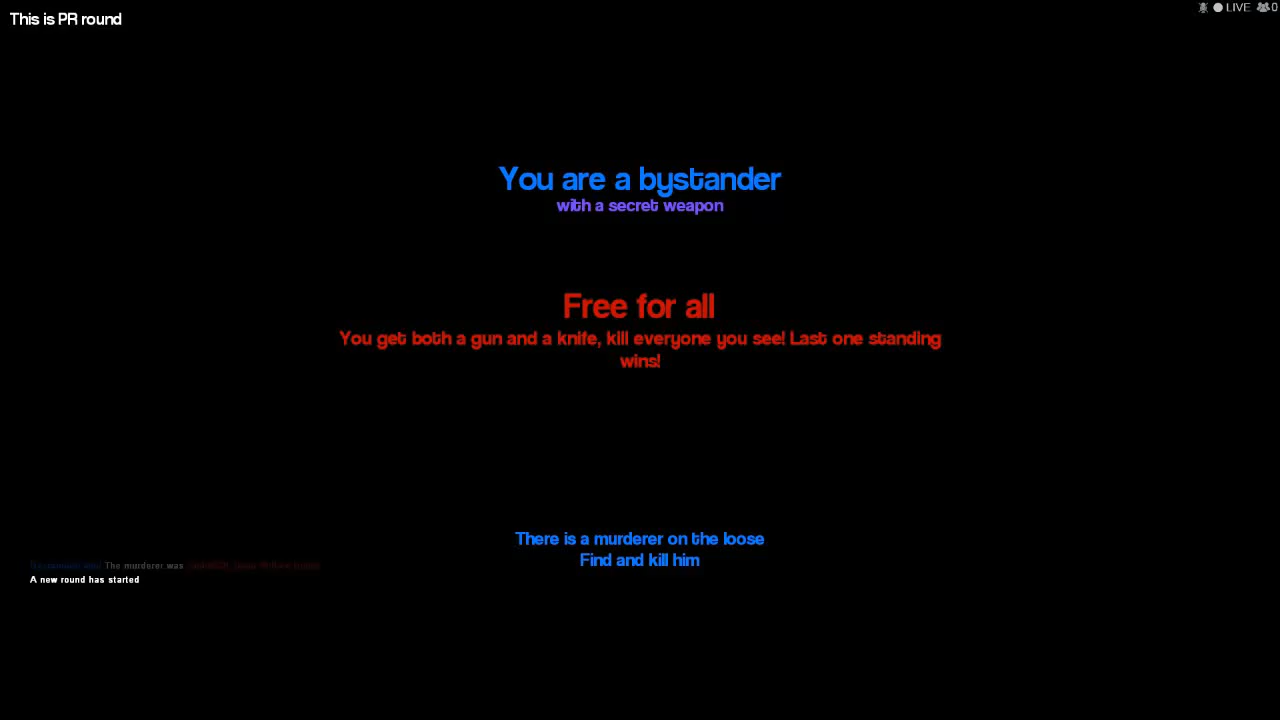 This is PR round
LIVE 0
You are a bystander
with a secret weapon
Free for all
You get both a gun and a knife, kill everyone you see! Last one standing
wins!
There is a murderer on the loose
Find and kill him
The murderer was
A new round has started